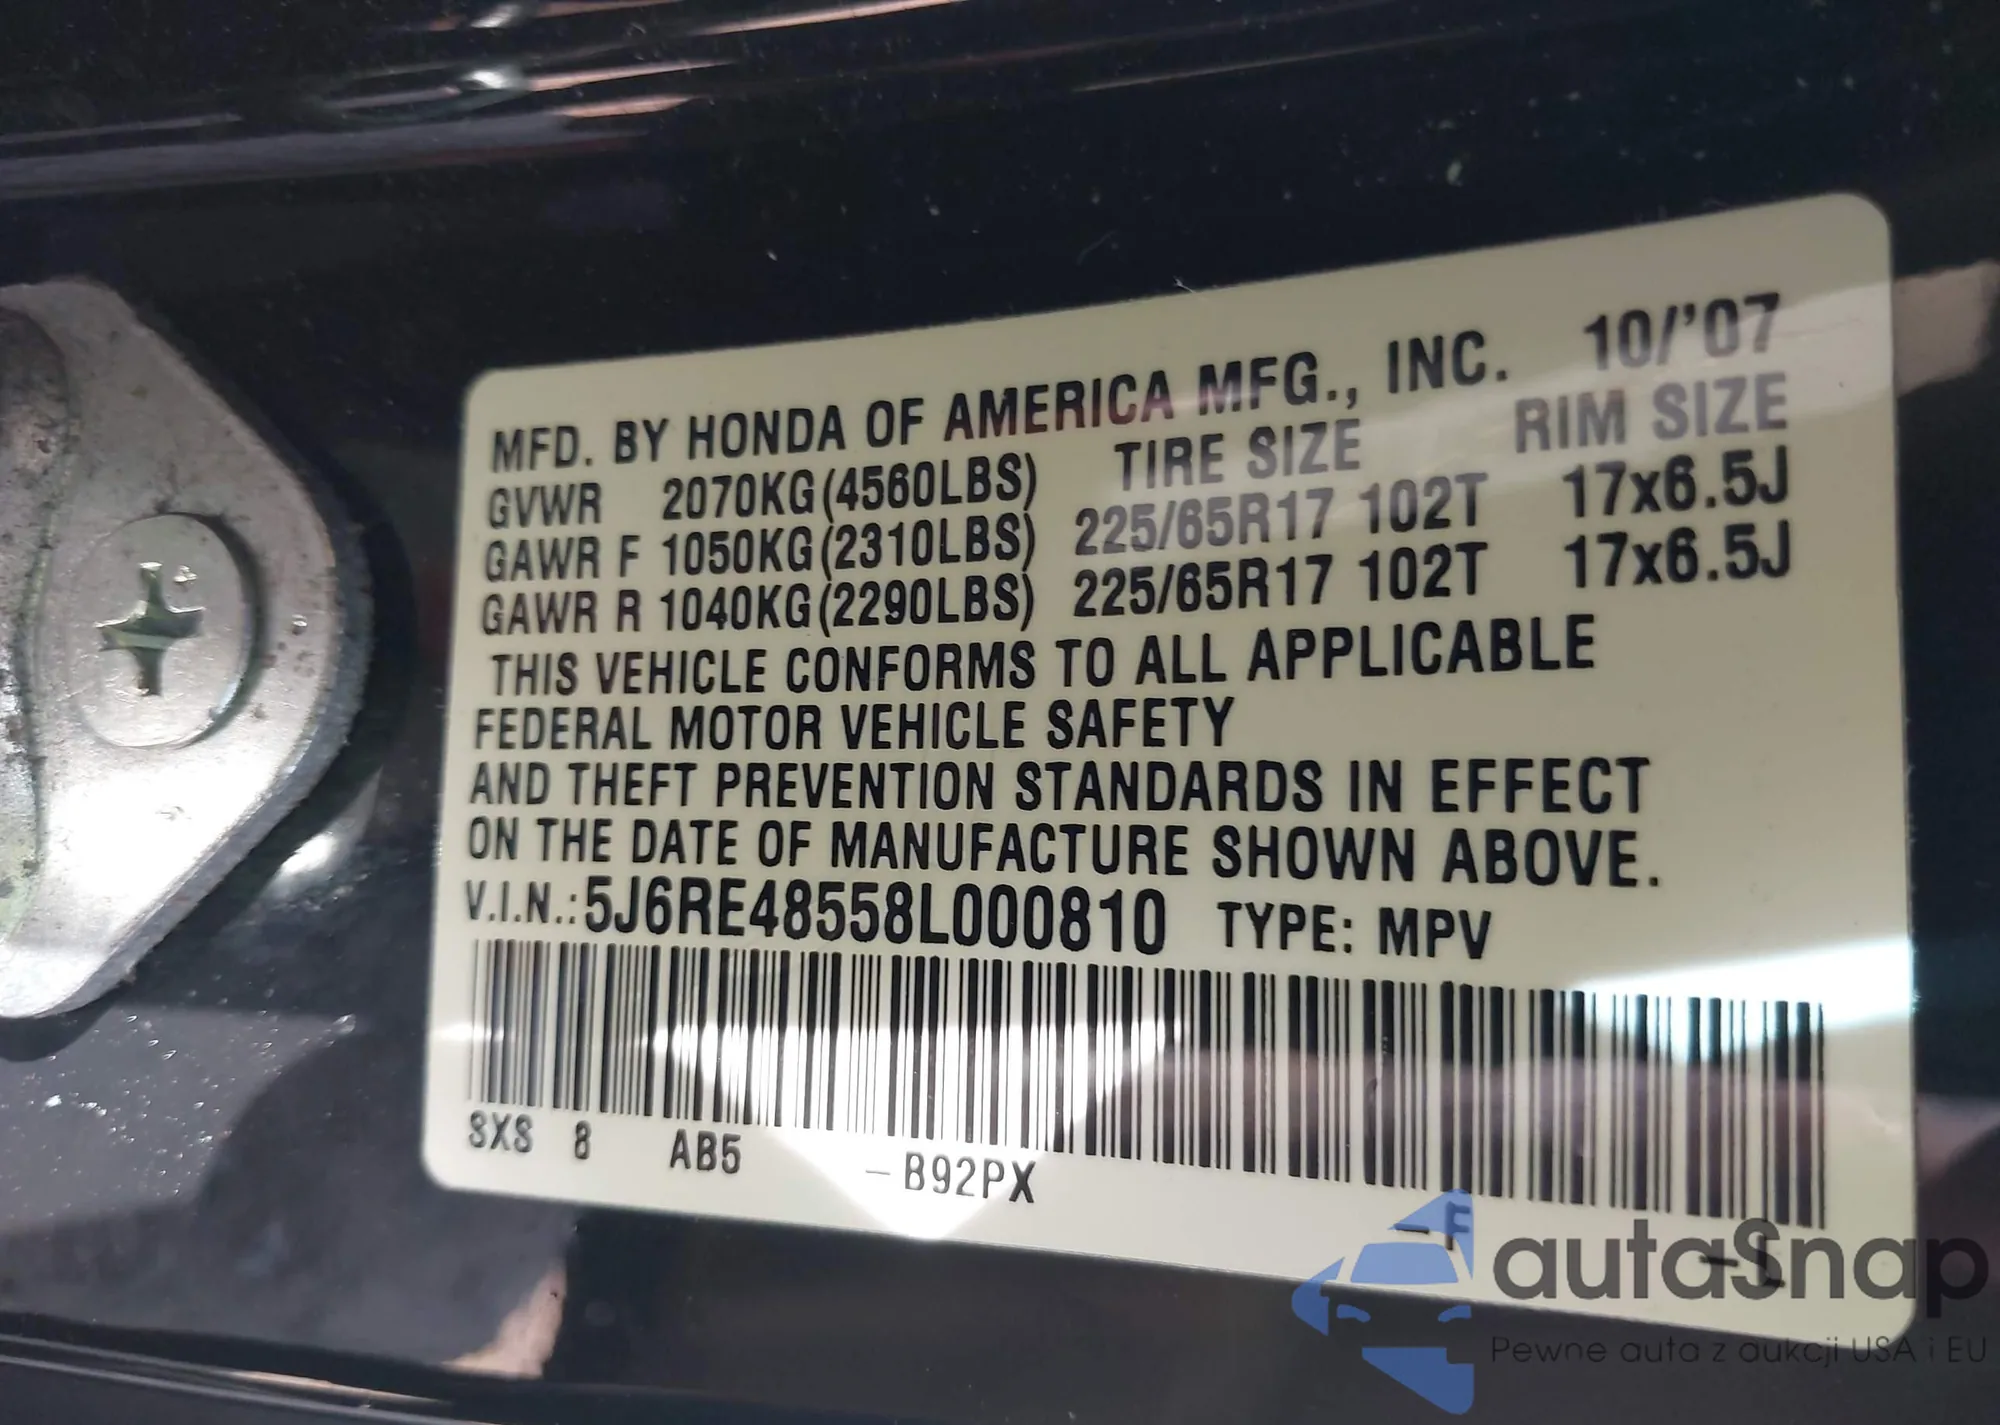 MFD. BY HONDA OF AMERICA MFG., INC. 10/'07
TIRE SIZE RIM SIZE
GVWR 2070KG(4560LBS)
GAWR F 1050KG(2310LBS) 225/65R17 102T 17x6.5J
GAWR R 1040KG(2290LBS) 225/65R17 102T 17x6.5J
THIS VEHICLE CONFORMS TO ALL APPLICABLE
FEDERAL MOTOR VEHICLE SAFETY
AND THEFT PREVENTION STANDARDS IN EFFECT
ON THE DATE OF MANUFACTURE SHOWN ABOVE.
V.I.N.:5J6RE48558L000810 TYPE: MPV
SXS 8 AB5 -B92PX -F -L
autaSnap
Pewne auta z aukcji USA i EU